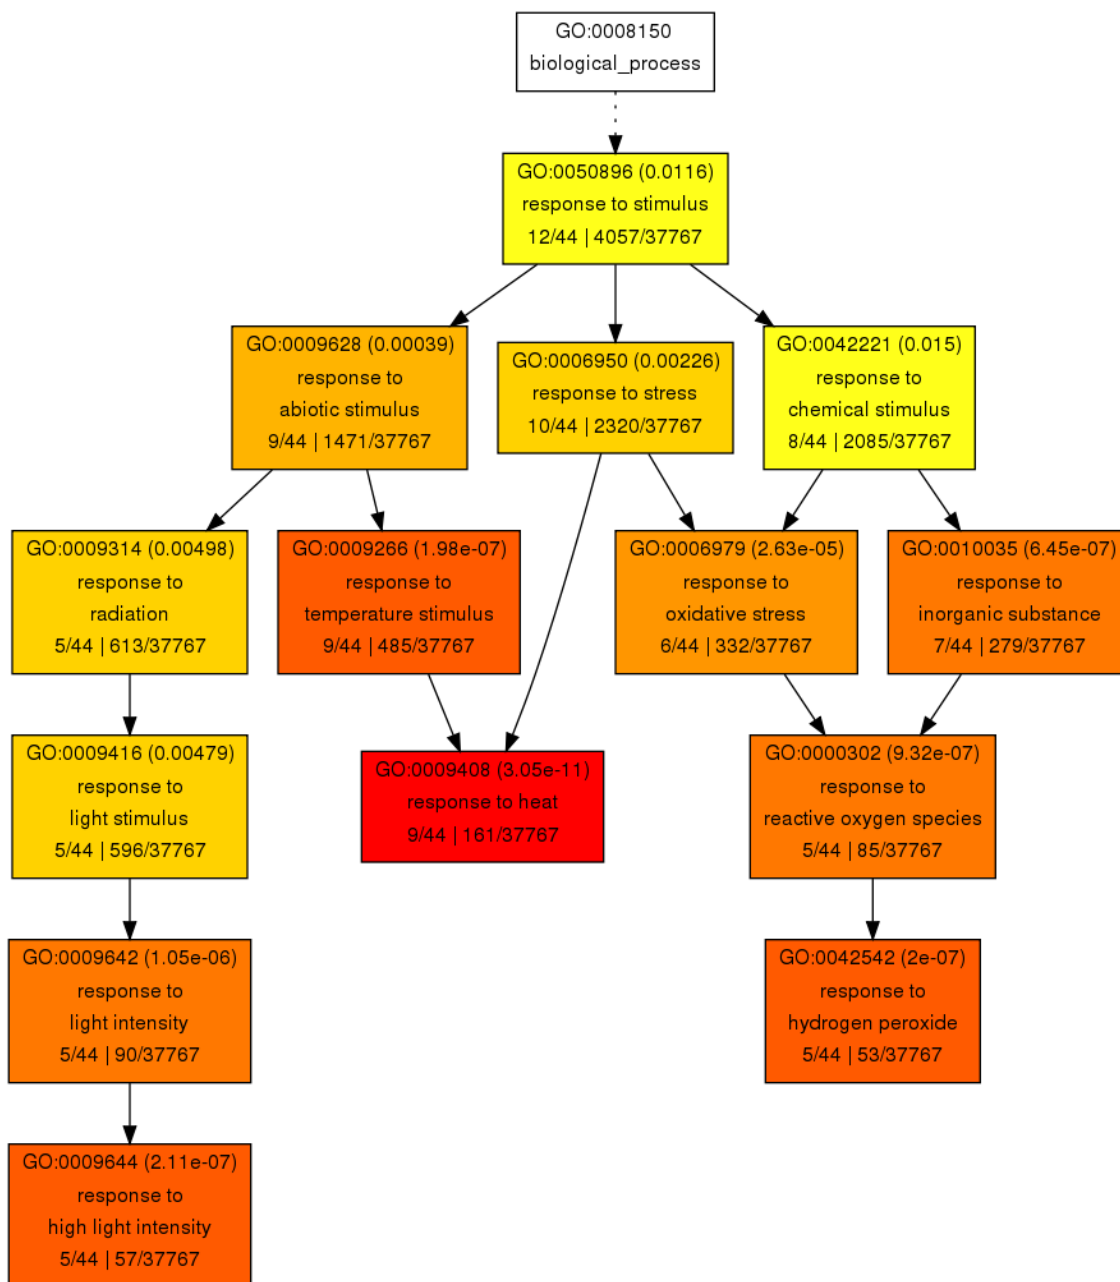 GO:0008150
biological_process
GO:0050896 (0.0116)
response to stimulus
12/44 | 4057/37767
GO:0009628 (0.00039)
response to
abiotic stimulus
9/44 | 1471/37767
GO:0006950 (0.00226)
response to stress
10/44 | 2320/37767
GO:0042221 (0.015)
response to
chemical stimulus
8/44 | 2085/37767
GO:0009314 (0.00498)
response to
radiation
5/44 | 613/37767
GO:0009266 (1.98e-07)
response to
temperature stimulus
9/44 | 485/37767
GO:0006979 (2.63e-05)
response to
oxidative stress
6/44 | 332/37767
GO:0010035 (6.45e-07)
response to
inorganic substance
7/44 | 279/37767
GO:0009416 (0.00479)
response to
light stimulus
5/44 | 596/37767
GO:0009408 (3.05e-11)
response to heat
9/44 | 161/37767
GO:0000302 (9.32e-07)
response to
reactive oxygen species
5/44 | 85/37767
GO:0009642 (1.05e-06)
response to
light intensity
5/44 | 90/37767
GO:0042542 (2e-07)
response to
hydrogen peroxide
5/44 | 53/37767
GO:0009644 (2.11e-07)
response to
high light intensity
5/44 | 57/37767